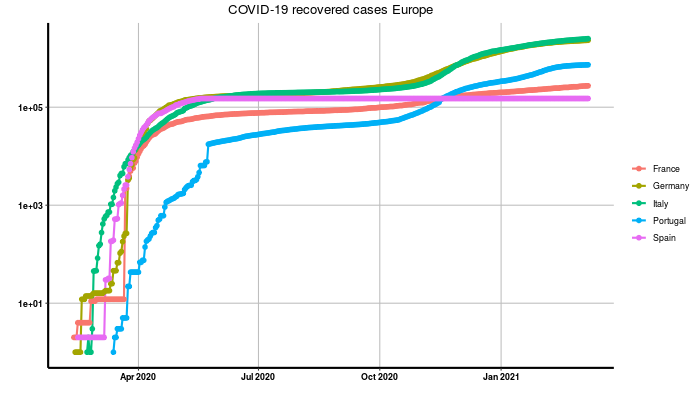 COVID-19 recovered cases Europe
1e+05
1e+03
1e+01
Apr 2020 Jul 2020 Oct 2020 Jan 2021
France
Germany
Italy
Portugal
Spain